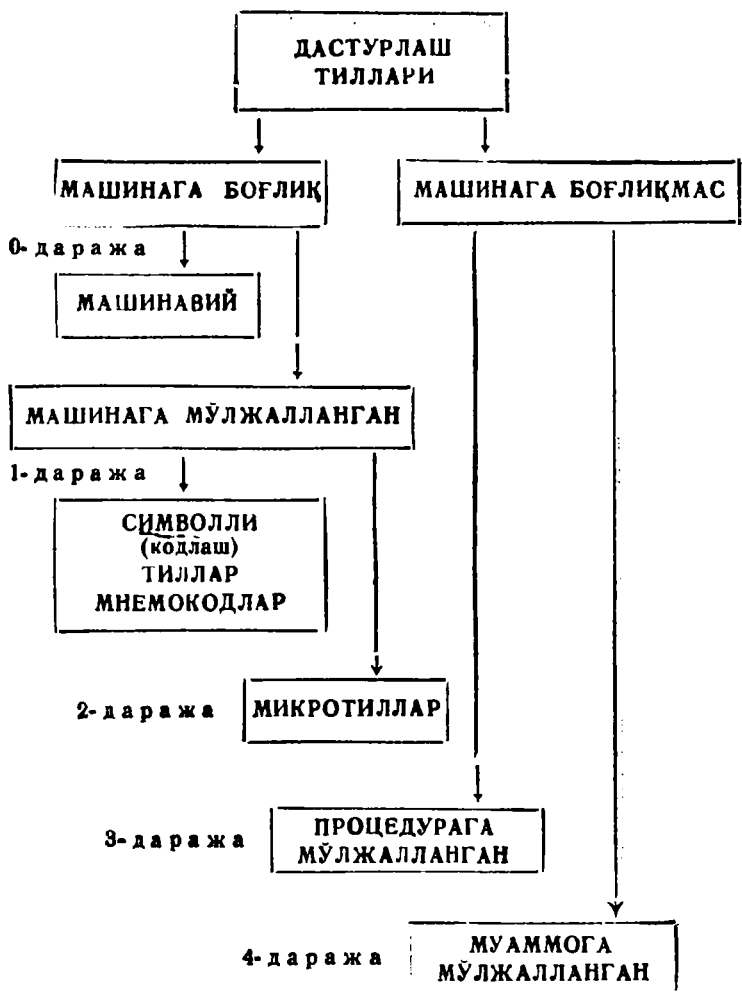 ДАСТУРЛАШ
ТИЛЛАРИ
МАШИНАГА БОҒЛИҚ
МАШИНАГА БОҒЛИҚМАС
0-даража
МАШИНАВИЙ
МАШИНАГА МЎЛЖАЛЛАНГАН
1-даража
СИМВОЛЛИ
(кодлаш)
ТИЛЛАР
МНЕМОКОДЛАР
2-даража
МИКРОТИЛЛАР
3-даража
ПРОЦЕДУРАГА
МЎЛЖАЛЛАНГАН
4-даража
МУАММОГА
МЎЛЖАЛЛАНГАН